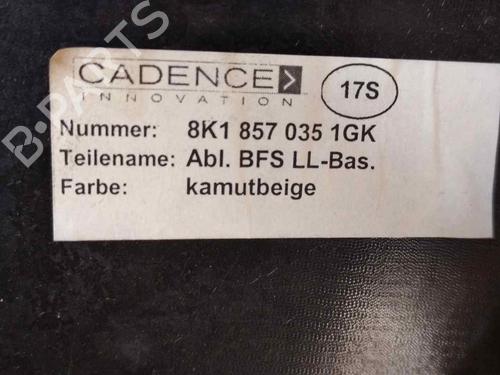 CADENCE
INNOVATION
17S
Nummer: 8K1 857 035 1GK
Teilename: Abl. BFS LL-Bas.
Farbe: kamutbeige
B-PARTS